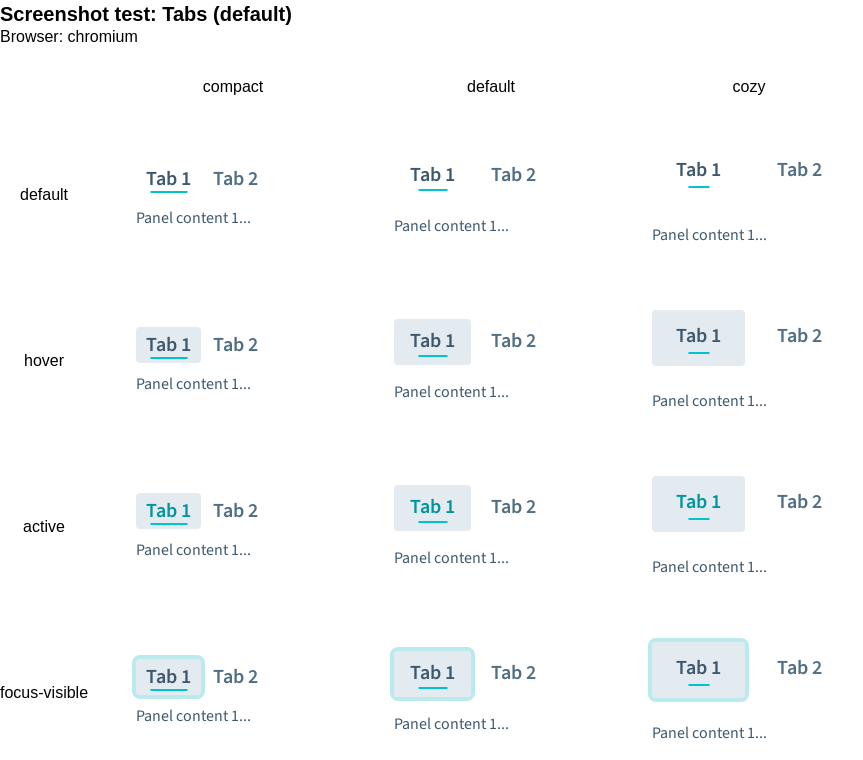 Screenshot test: Tabs (default)
Browser: chromium
compact default cozy
default
Tab 1 Tab 2 Tab 1 Tab 2 Tab 1 Tab 2
Panel content 1... Panel content 1... Panel content 1...
hover
Tab 1 Tab 2 Tab 1 Tab 2 Tab 1 Tab 2
Panel content 1... Panel content 1... Panel content 1...
active
Tab 1 Tab 2 Tab 1 Tab 2 Tab 1 Tab 2
Panel content 1... Panel content 1... Panel content 1...
focus-visible
Tab 1 Tab 2 Tab 1 Tab 2 Tab 1 Tab 2
Panel content 1... Panel content 1... Panel content 1...